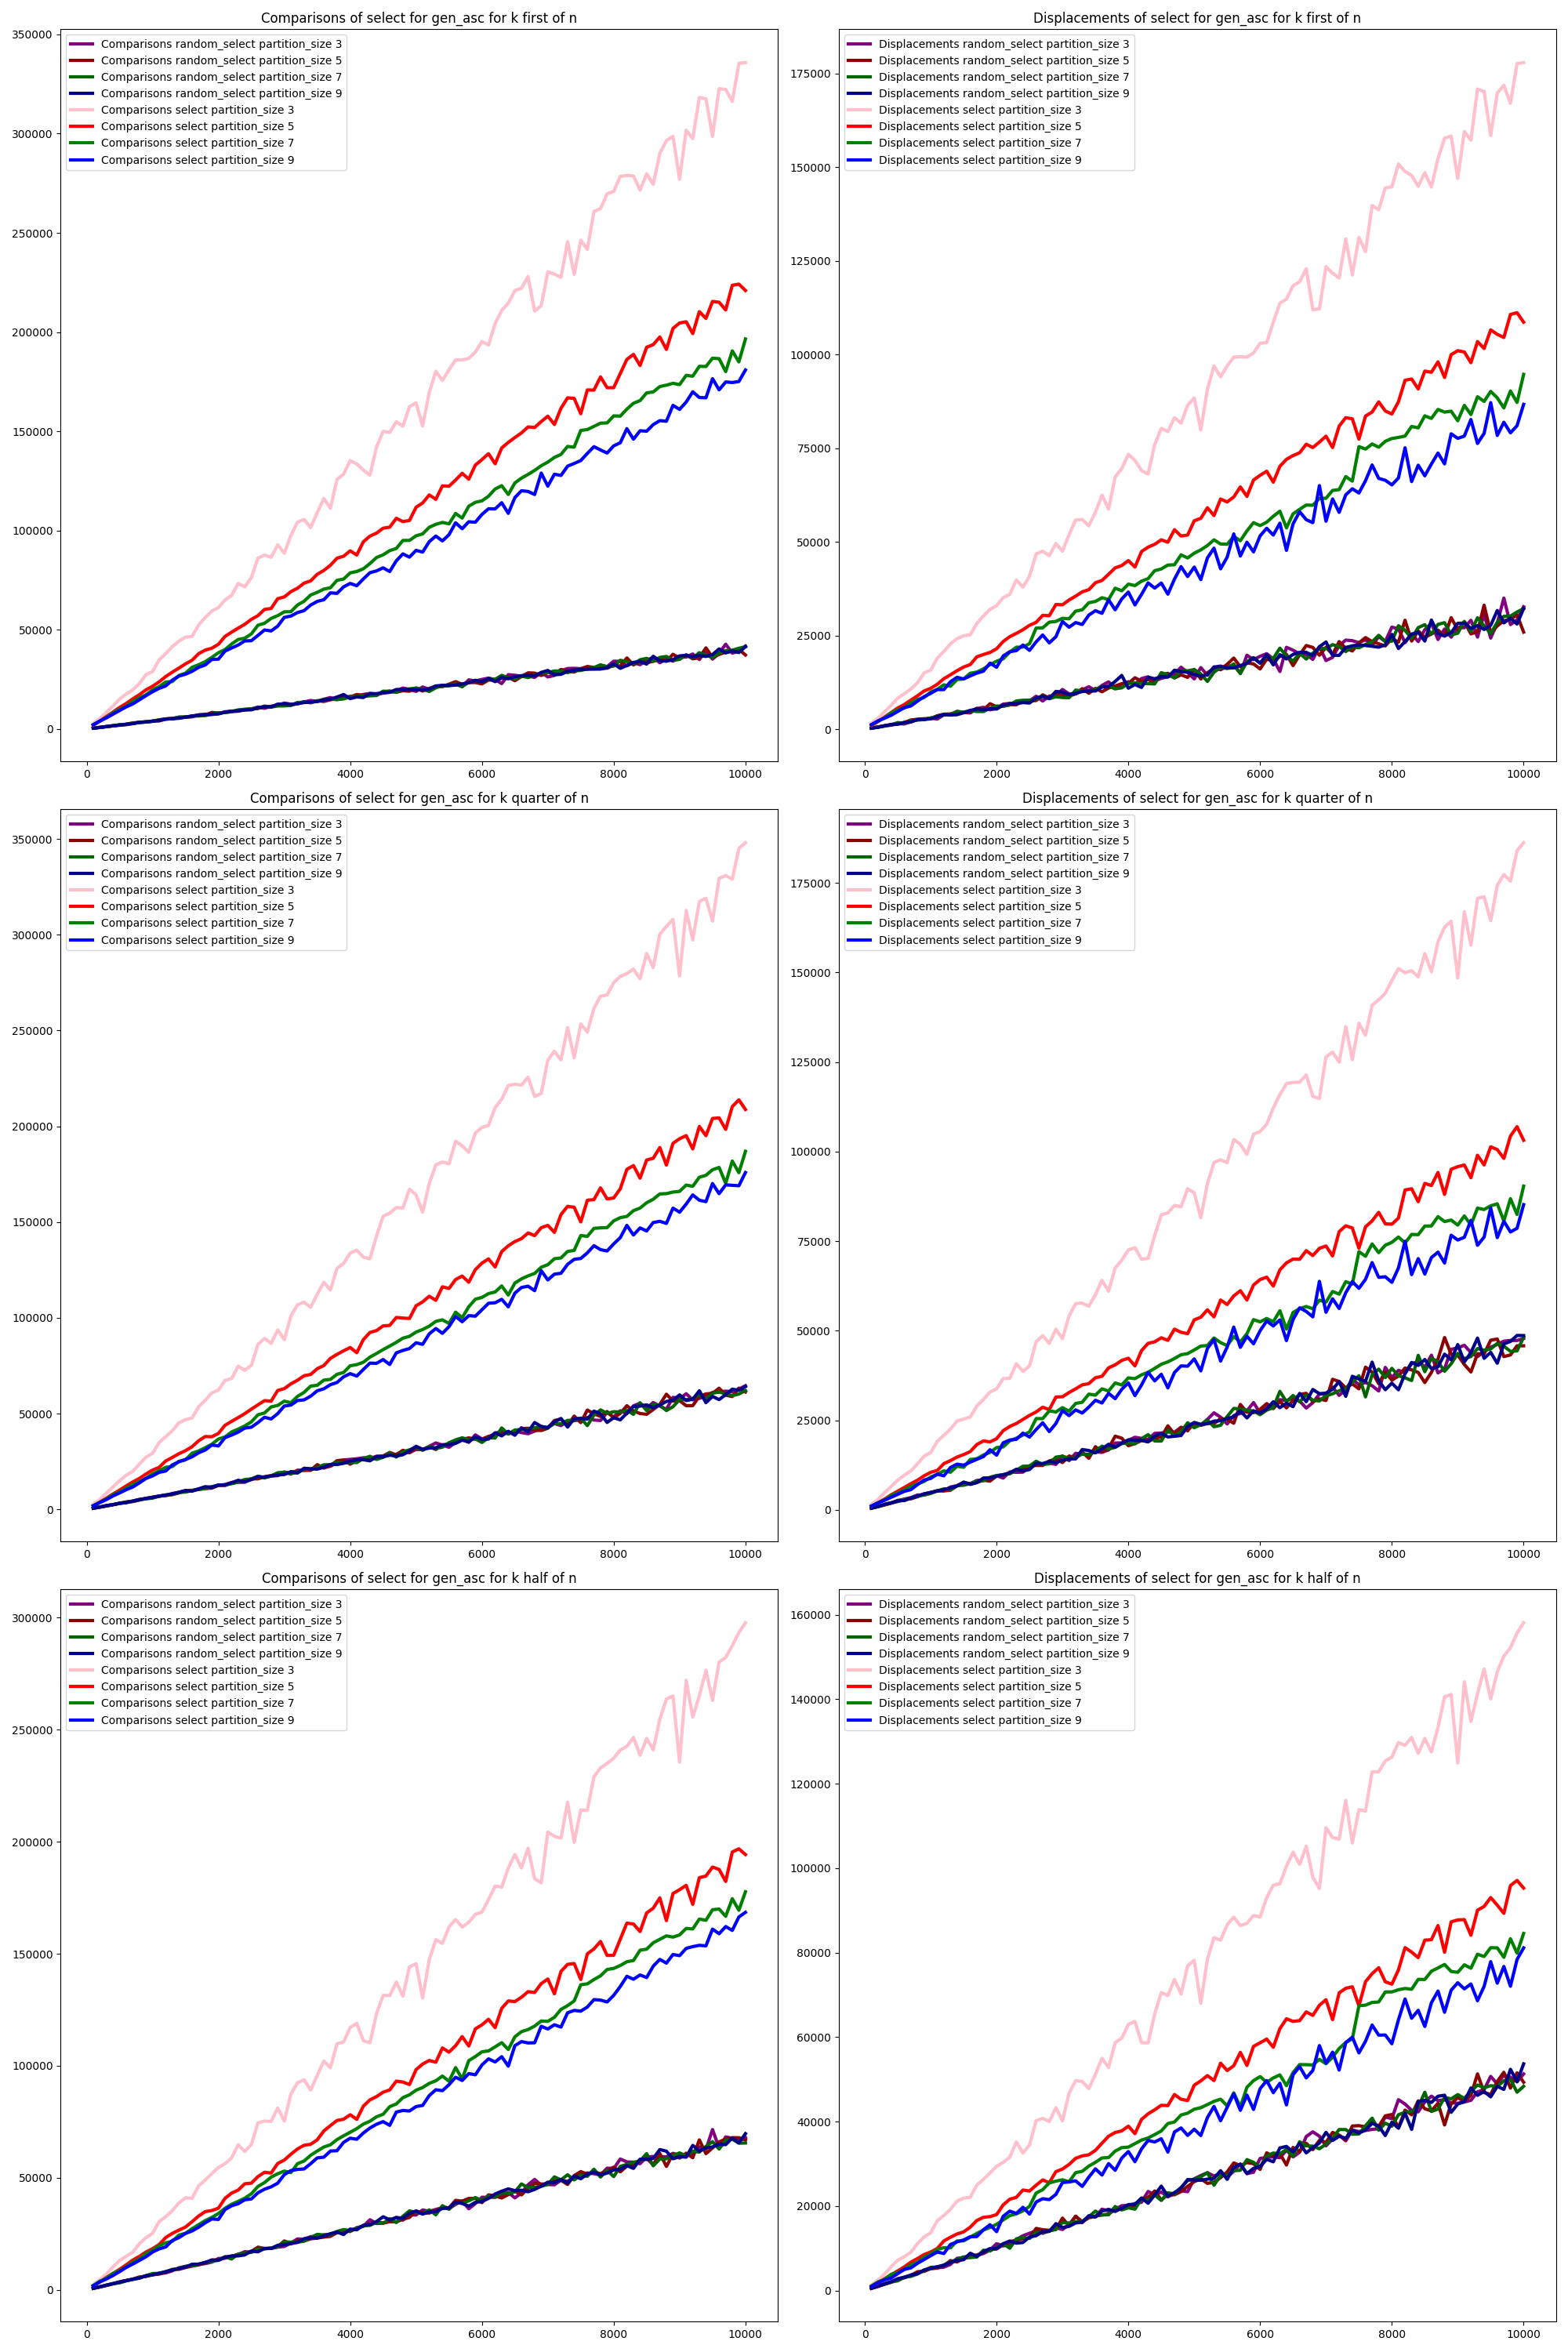 Comparisons of select for gen_asc for k first of n
Comparisons random_select partition_size 3
Comparisons random_select partition_size 5
Comparisons random_select partition_size 7
Comparisons random_select partition_size 9
Comparisons select partition_size 3
Comparisons select partition_size 5
Comparisons select partition_size 7
Comparisons select partition_size 9
350000
300000
250000
200000
150000
100000
50000
0
0 2000 4000 6000 8000 10000
Displacements of select for gen_asc for k first of n
Displacements random_select partition_size 3
Displacements random_select partition_size 5
Displacements random_select partition_size 7
Displacements random_select partition_size 9
Displacements select partition_size 3
Displacements select partition_size 5
Displacements select partition_size 7
Displacements select partition_size 9
175000
150000
125000
100000
75000
50000
25000
0
0 2000 4000 6000 8000 10000
Comparisons of select for gen_asc for k quarter of n
Comparisons random_select partition_size 3
Comparisons random_select partition_size 5
Comparisons random_select partition_size 7
Comparisons random_select partition_size 9
Comparisons select partition_size 3
Comparisons select partition_size 5
Comparisons select partition_size 7
Comparisons select partition_size 9
350000
300000
250000
200000
150000
100000
50000
0
0 2000 4000 6000 8000 10000
Displacements of select for gen_asc for k quarter of n
Displacements random_select partition_size 3
Displacements random_select partition_size 5
Displacements random_select partition_size 7
Displacements random_select partition_size 9
Displacements select partition_size 3
Displacements select partition_size 5
Displacements select partition_size 7
Displacements select partition_size 9
175000
150000
125000
100000
75000
50000
25000
0
0 2000 4000 6000 8000 10000
Comparisons of select for gen_asc for k half of n
Comparisons random_select partition_size 3
Comparisons random_select partition_size 5
Comparisons random_select partition_size 7
Comparisons random_select partition_size 9
Comparisons select partition_size 3
Comparisons select partition_size 5
Comparisons select partition_size 7
Comparisons select partition_size 9
300000
250000
200000
150000
100000
50000
0
0 2000 4000 6000 8000 10000
Displacements of select for gen_asc for k half of n
Displacements random_select partition_size 3
Displacements random_select partition_size 5
Displacements random_select partition_size 7
Displacements random_select partition_size 9
Displacements select partition_size 3
Displacements select partition_size 5
Displacements select partition_size 7
Displacements select partition_size 9
160000
140000
120000
100000
80000
60000
40000
20000
0
0 2000 4000 6000 8000 10000